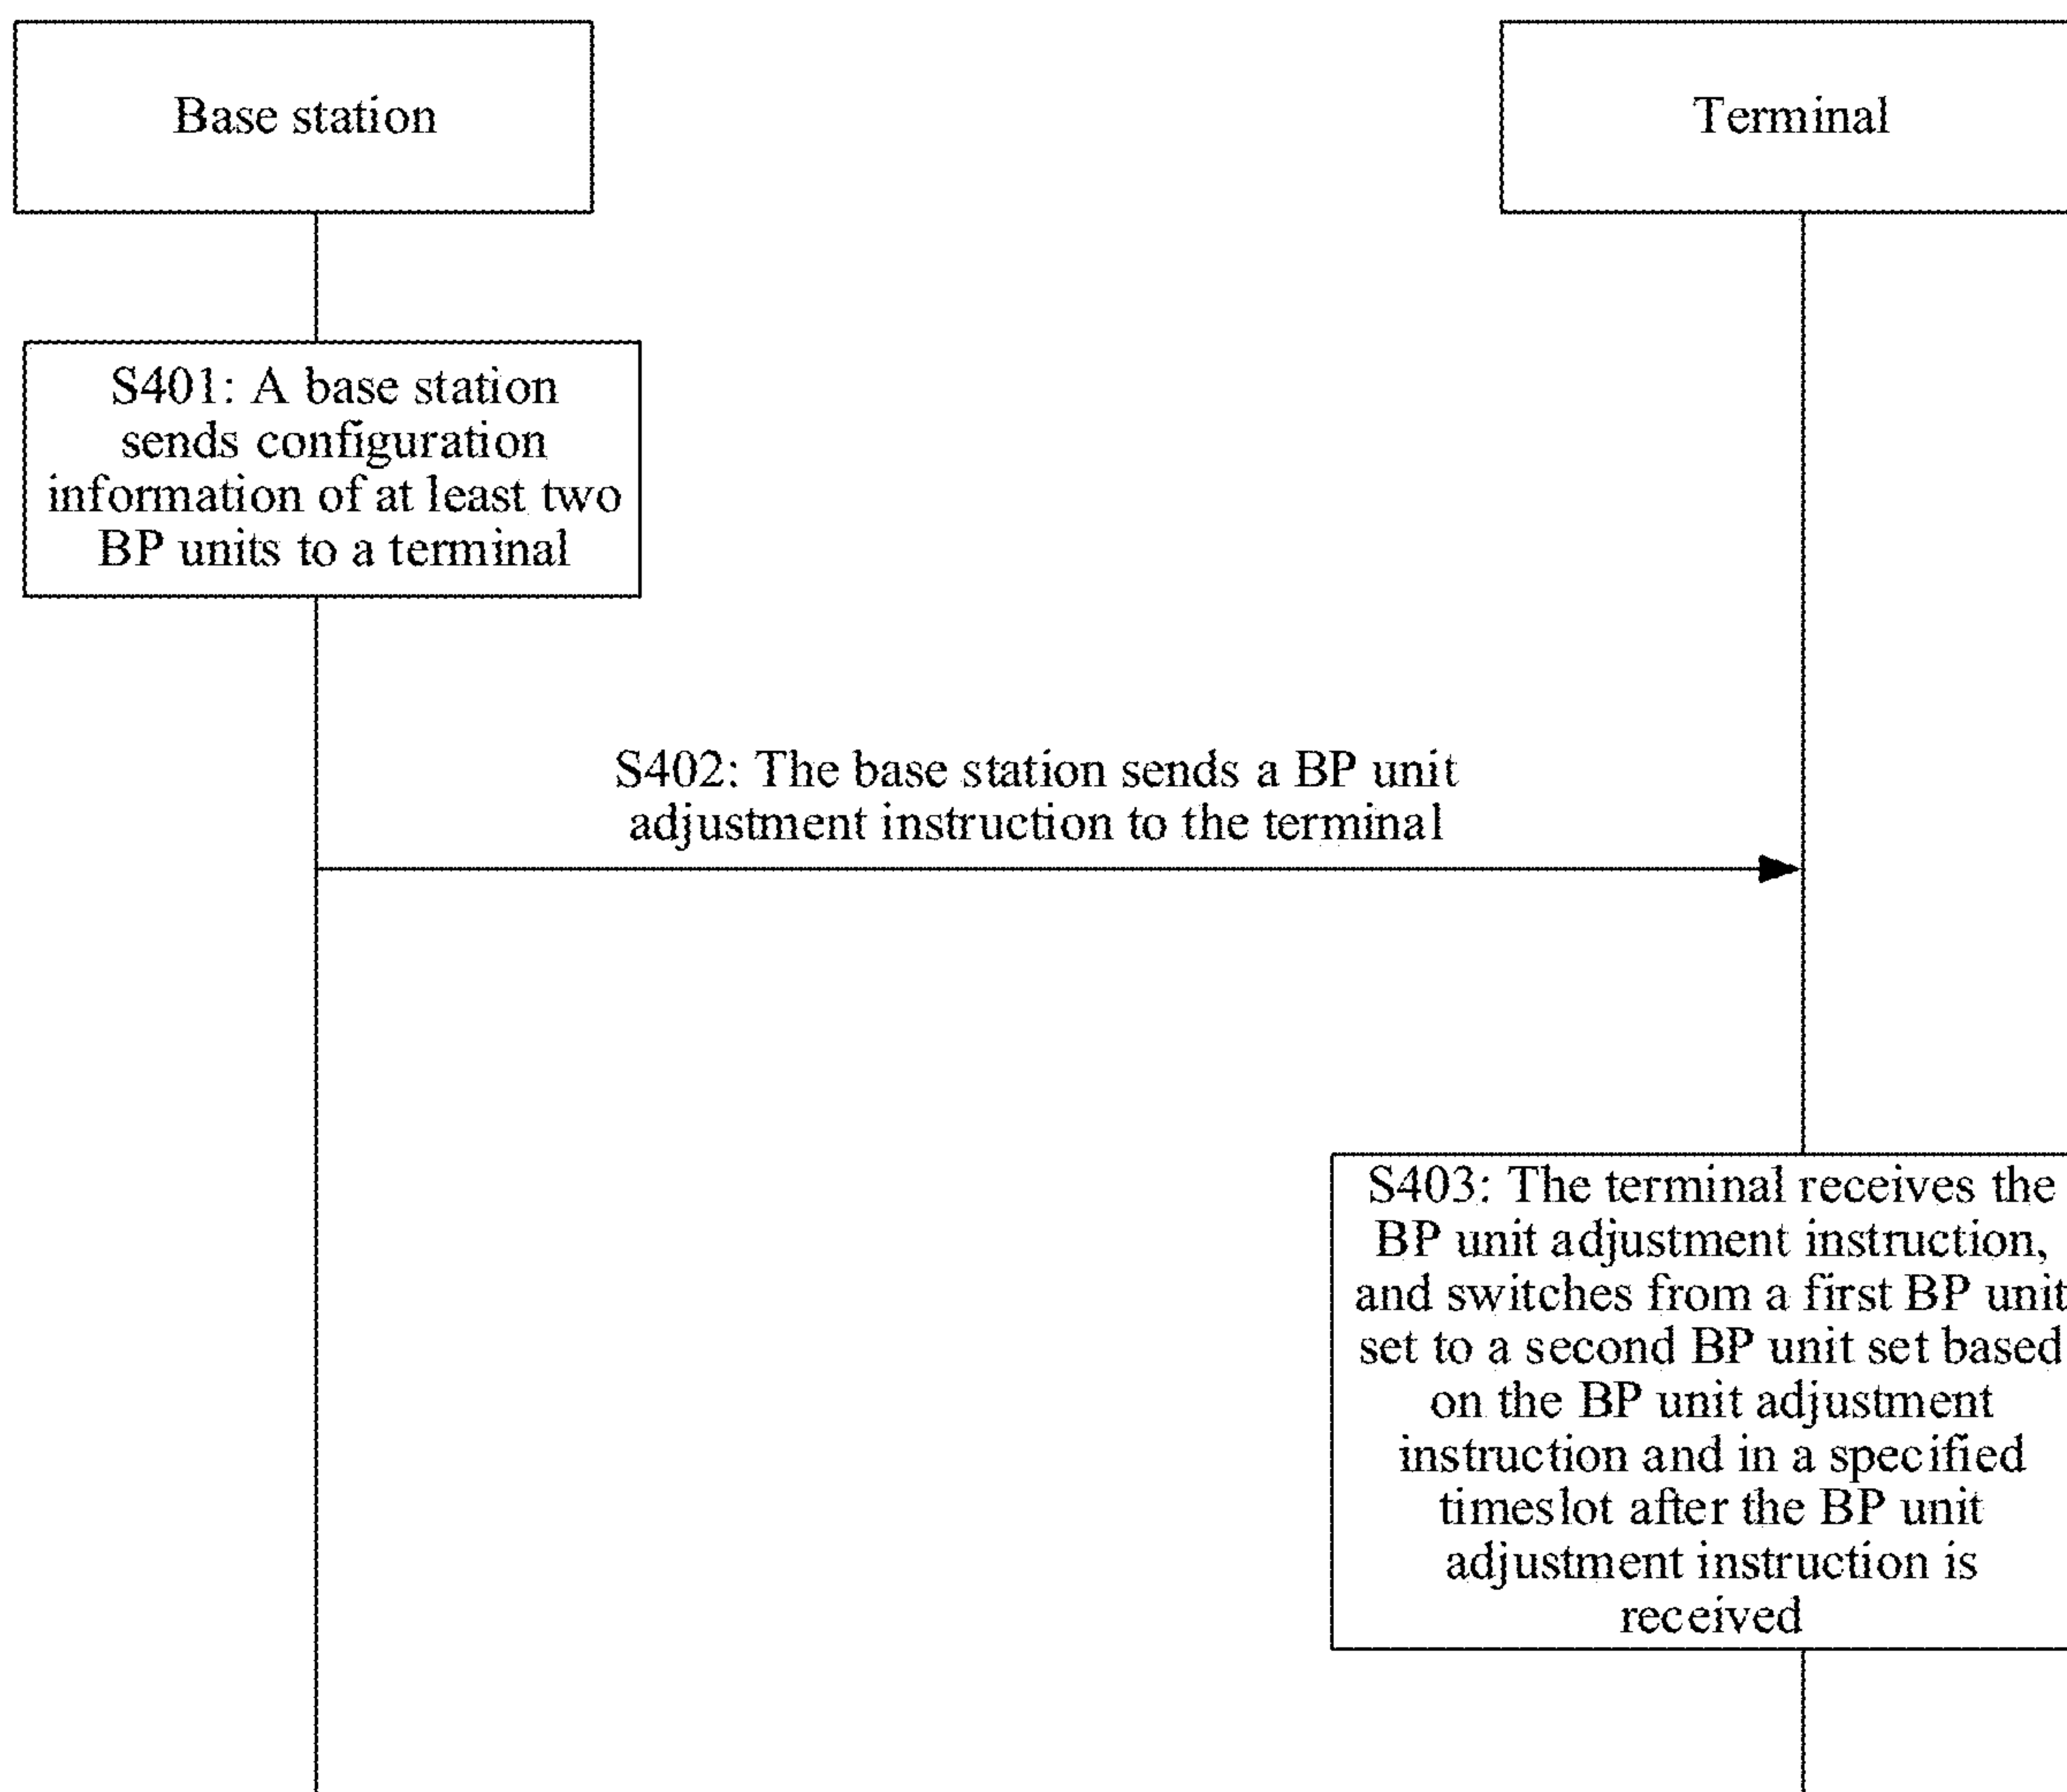 Base station
Terminal
S401: A base station
sends configuration
information of at least two
BP units to a terminal
S402: The base station sends a BP unit
adjustment instruction to the terminal
S403: The terminal receives the
BP unit adjustment instruction,
and switches from a first BP unit
set to a second BP unit set based
on the BP unit adjustment
instruction and in a specified
timeslot after the BP unit
adjustment instruction is
received